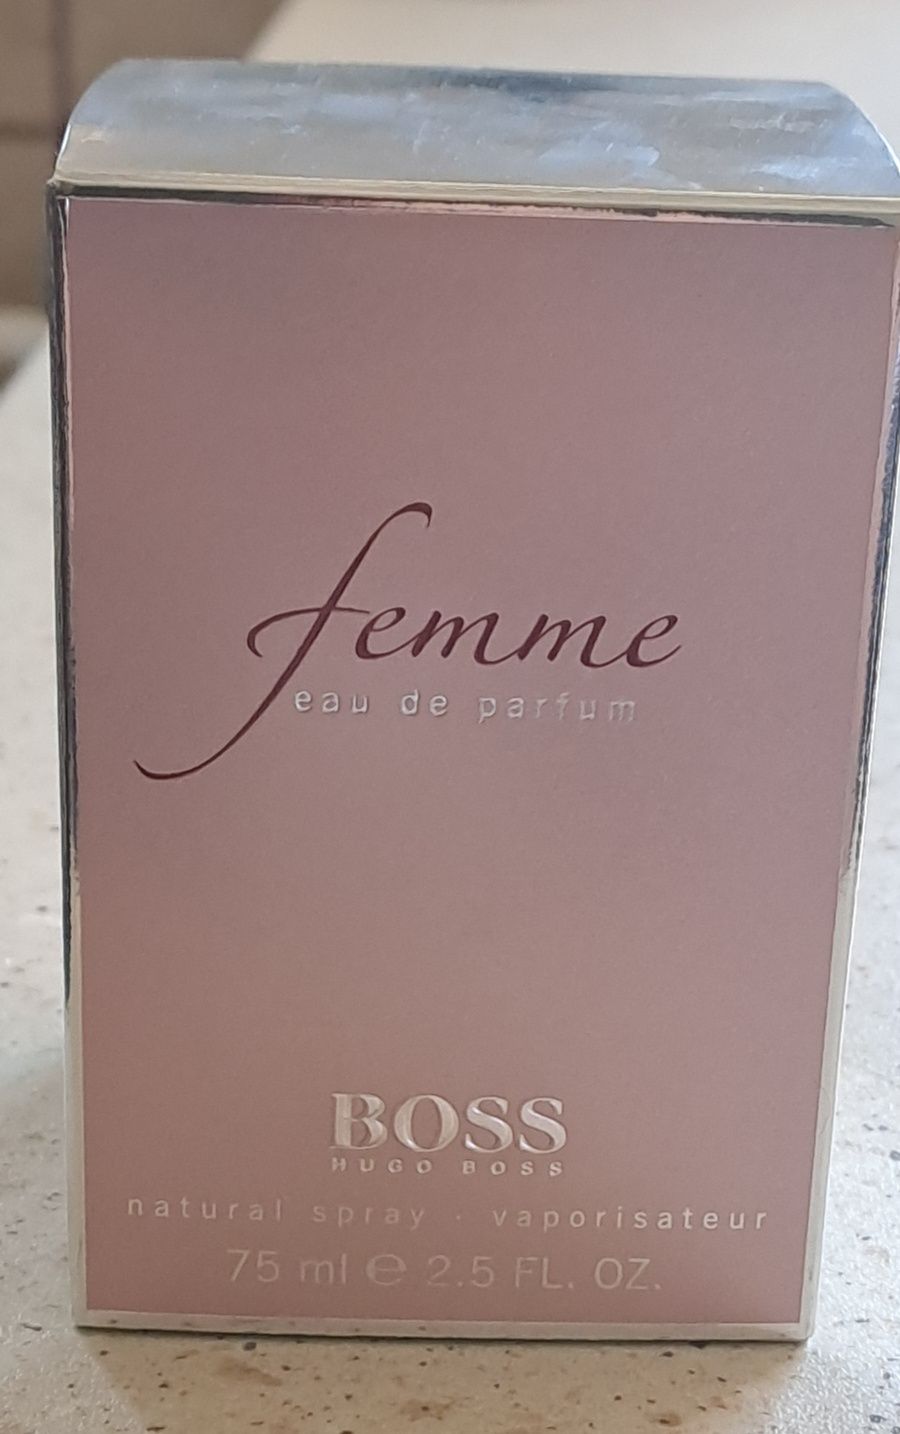 femme
eau de parfum
BOSS
HUGO BOSS
natural spray · vaporisateur
75 ml ℮ 2.5 FL. OZ.